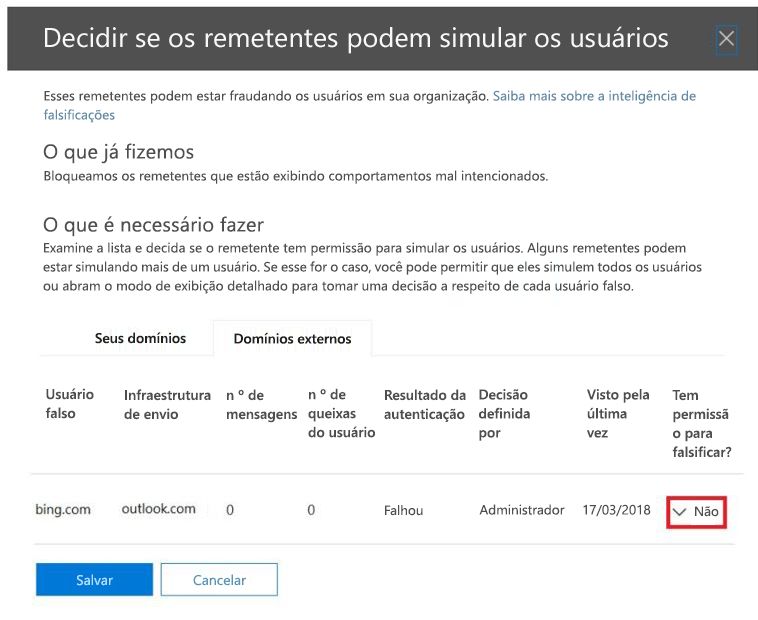 Decidir se os remetentes podem simular os usuários
Esses remetentes podem estar fraudando os usuários em sua organização. Saiba mais sobre a inteligência de
falsificações
O que já fizemos
Bloqueamos os remetentes que estão exibindo comportamentos mal intencionados.
O que é necessário fazer
Examine a lista e decida se o remetente tem permissão para simular os usuários. Alguns remetentes podem
estar simulando mais de um usuário. Se esse for o caso, você pode permitir que eles simulem todos os usuários
ou abram o modo de exibição detalhado para tomar uma decisão a respeito de cada usuário falso.
Seus domínios
Domínios externos
Usuário
falso
Infraestrutura
de envio
n º de
mensagens
n º de
queixas
do usuário
Resultado da
autenticação
Decisão
definida
por
Visto pela
última
vez
Tem
permissã
o para
falsificar?
bing.com
outlook.com
0
0
Falhou
Administrador
17/03/2018
Não
Salvar
Cancelar